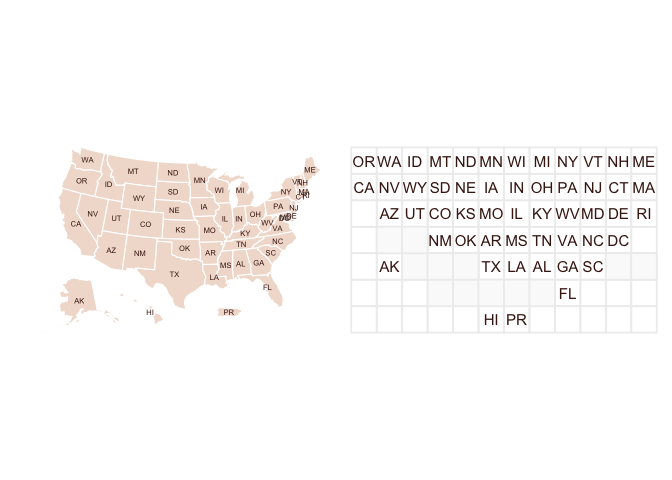 WA
MT
ND
ME
OR
ID
MN
WI
MI
VT
NH
SD
WY
NY
MA
CT
RI
NV
NE
IA
PA
NJ
CA
UT
CO
IL
IN
OH
MD
DE
KS
MO
WV
VA
KY
AZ
NM
OK
AR
TN
NC
SC
TX
MS
AL
GA
LA
FL
AK
HI
PR
OR WA ID MT ND MN WI MI NY VT NH ME
CA NV WY SD NE IA IN OH PA NJ CT MA
AZ UT CO KS MO IL KY WV MD DE RI
NM OK AR MS TN VA NC DC
AK TX LA AL GA SC
FL
HI PR